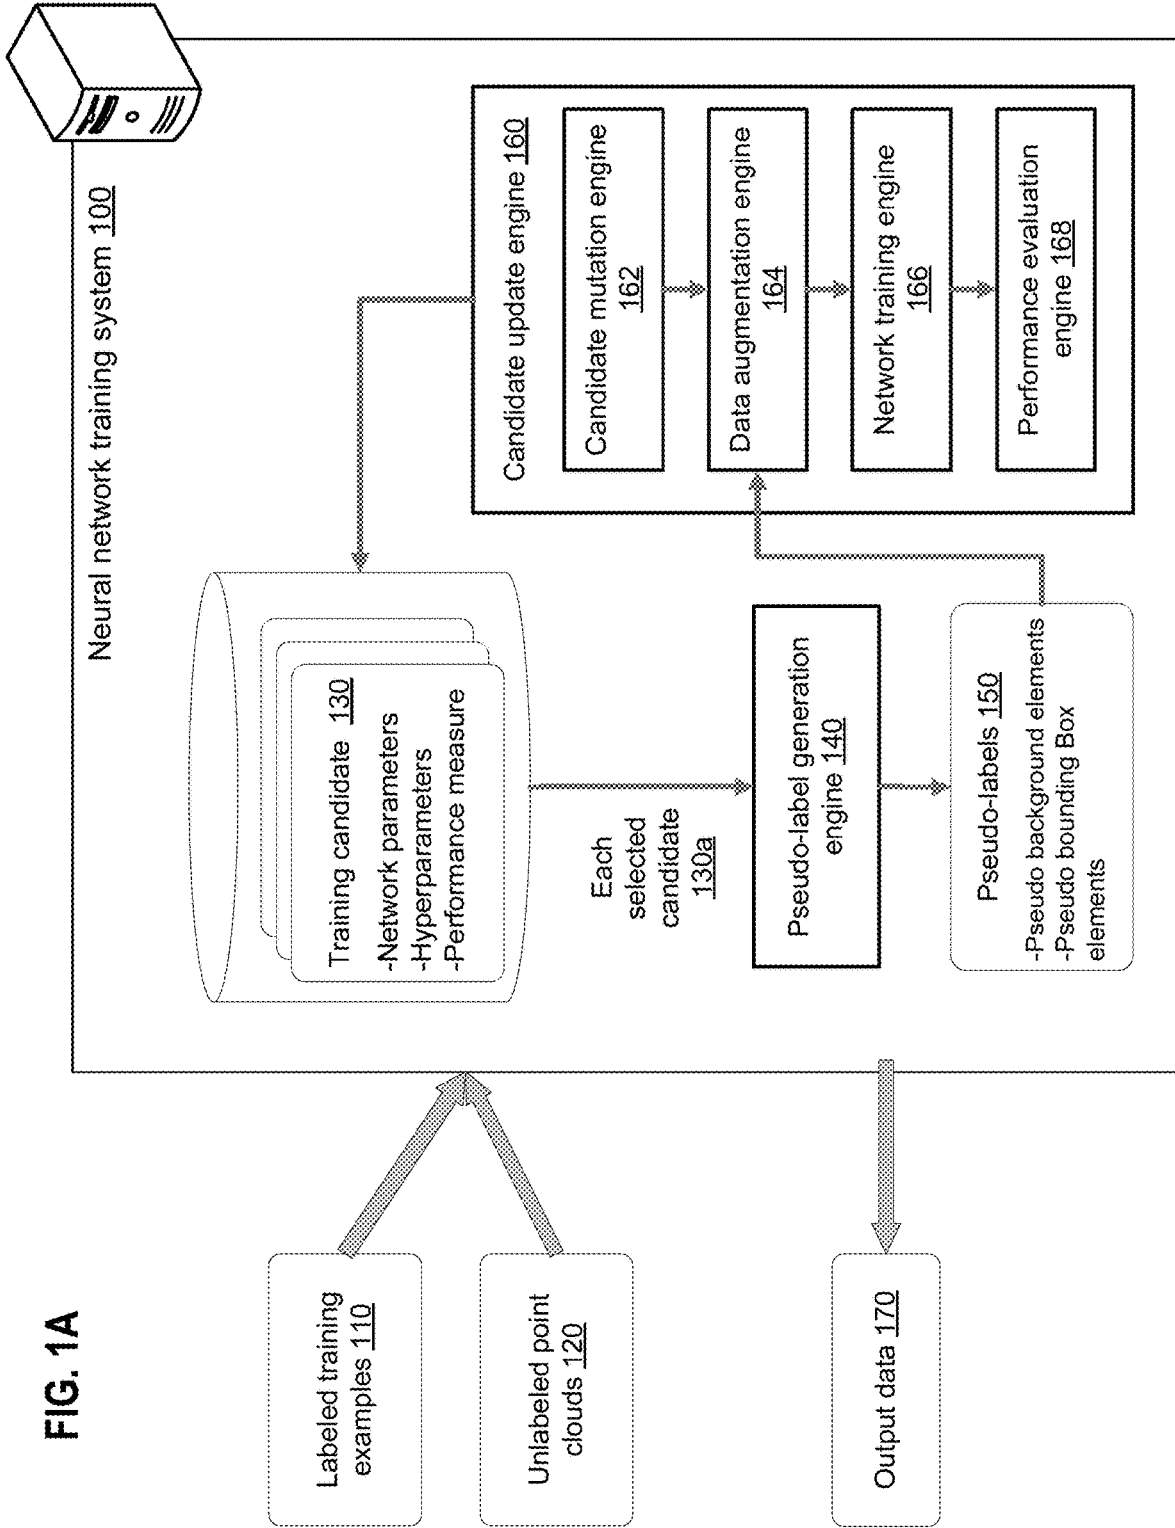 FIG. 1A
Neural network training system 100
Labeled training
examples 110
Unlabeled point
clouds 120
Output data 170
Training candidate 130
-Network parameters
-Hyperparameters
-Performance measure
Each
selected
candidate
130a
Pseudo-label generation
engine 140
Pseudo-labels 150
-Pseudo background elements
-Pseudo bounding Box
elements
Candidate update engine 160
Candidate mutation engine
162
Data augmentation engine
164
Network training engine
166
Performance evaluation
engine 168